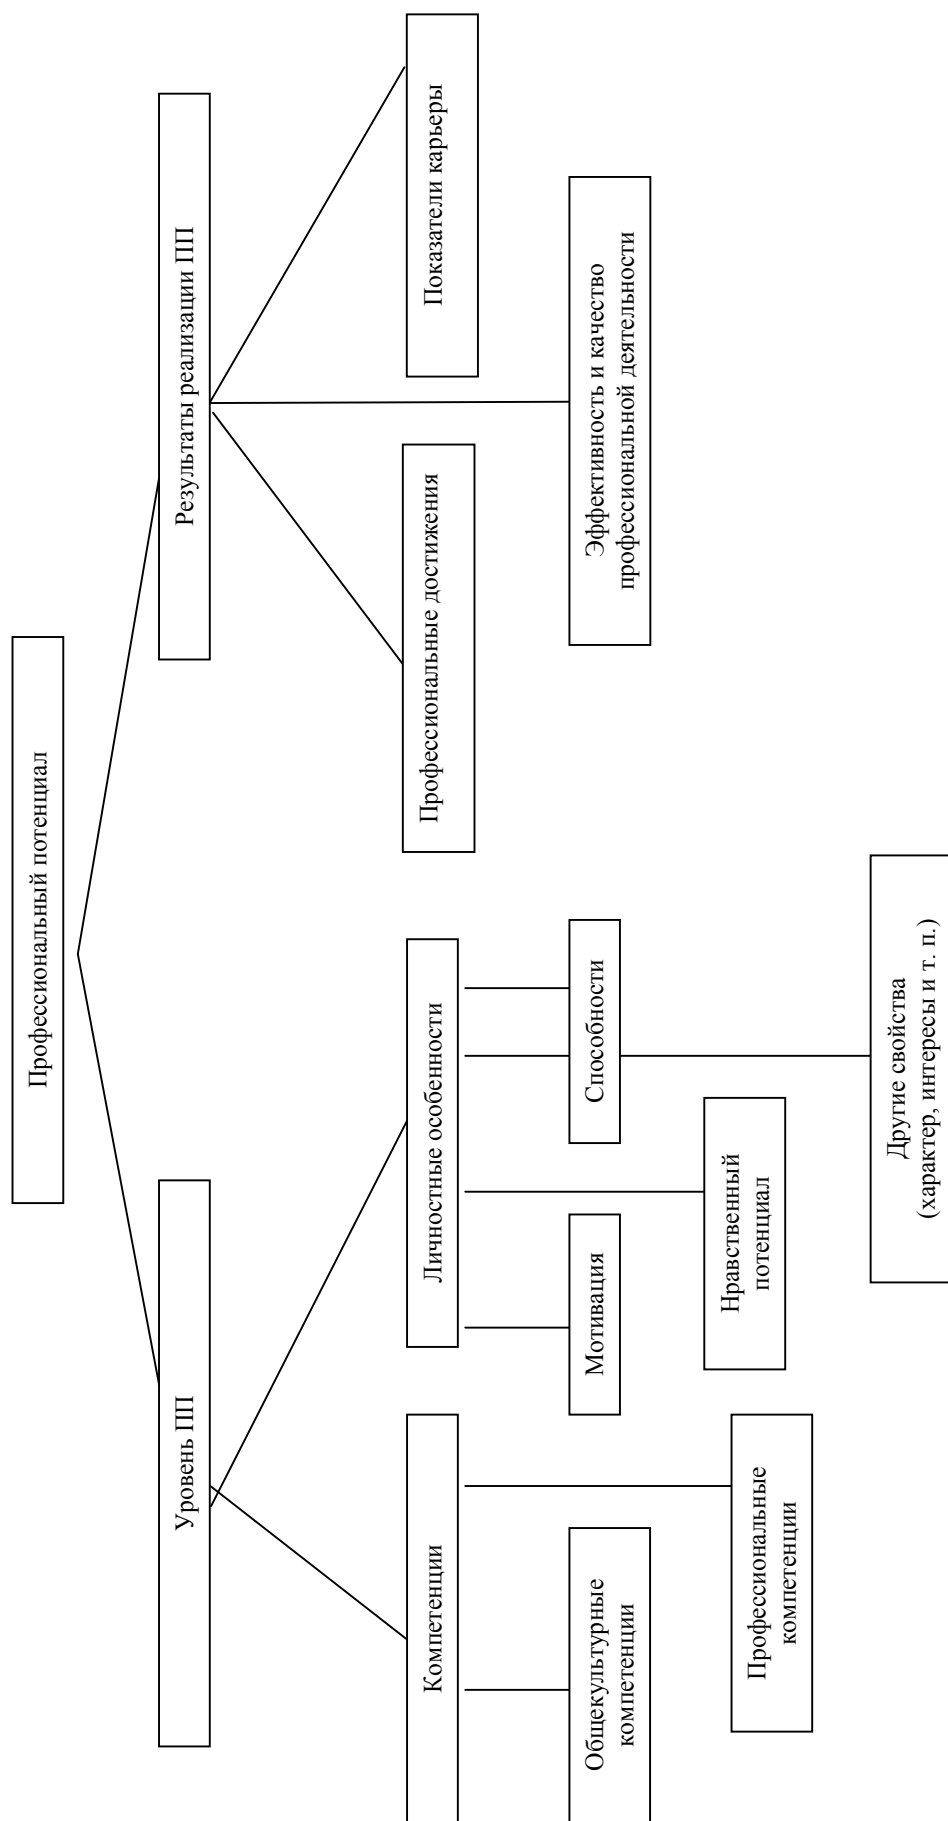 Профессиональный потенциал
Уровень ПП
Результаты реализации ПП
Компетенции
Личностные особенности
Профессиональные достижения
Показатели карьеры
Общекультурные
компетенции
Мотивация
Способности
Эффективность и качество
профессиональной деятельности
Профессиональные
компетенции
Нравственный
потенциал
Другие свойства
(характер, интересы и т. п.)